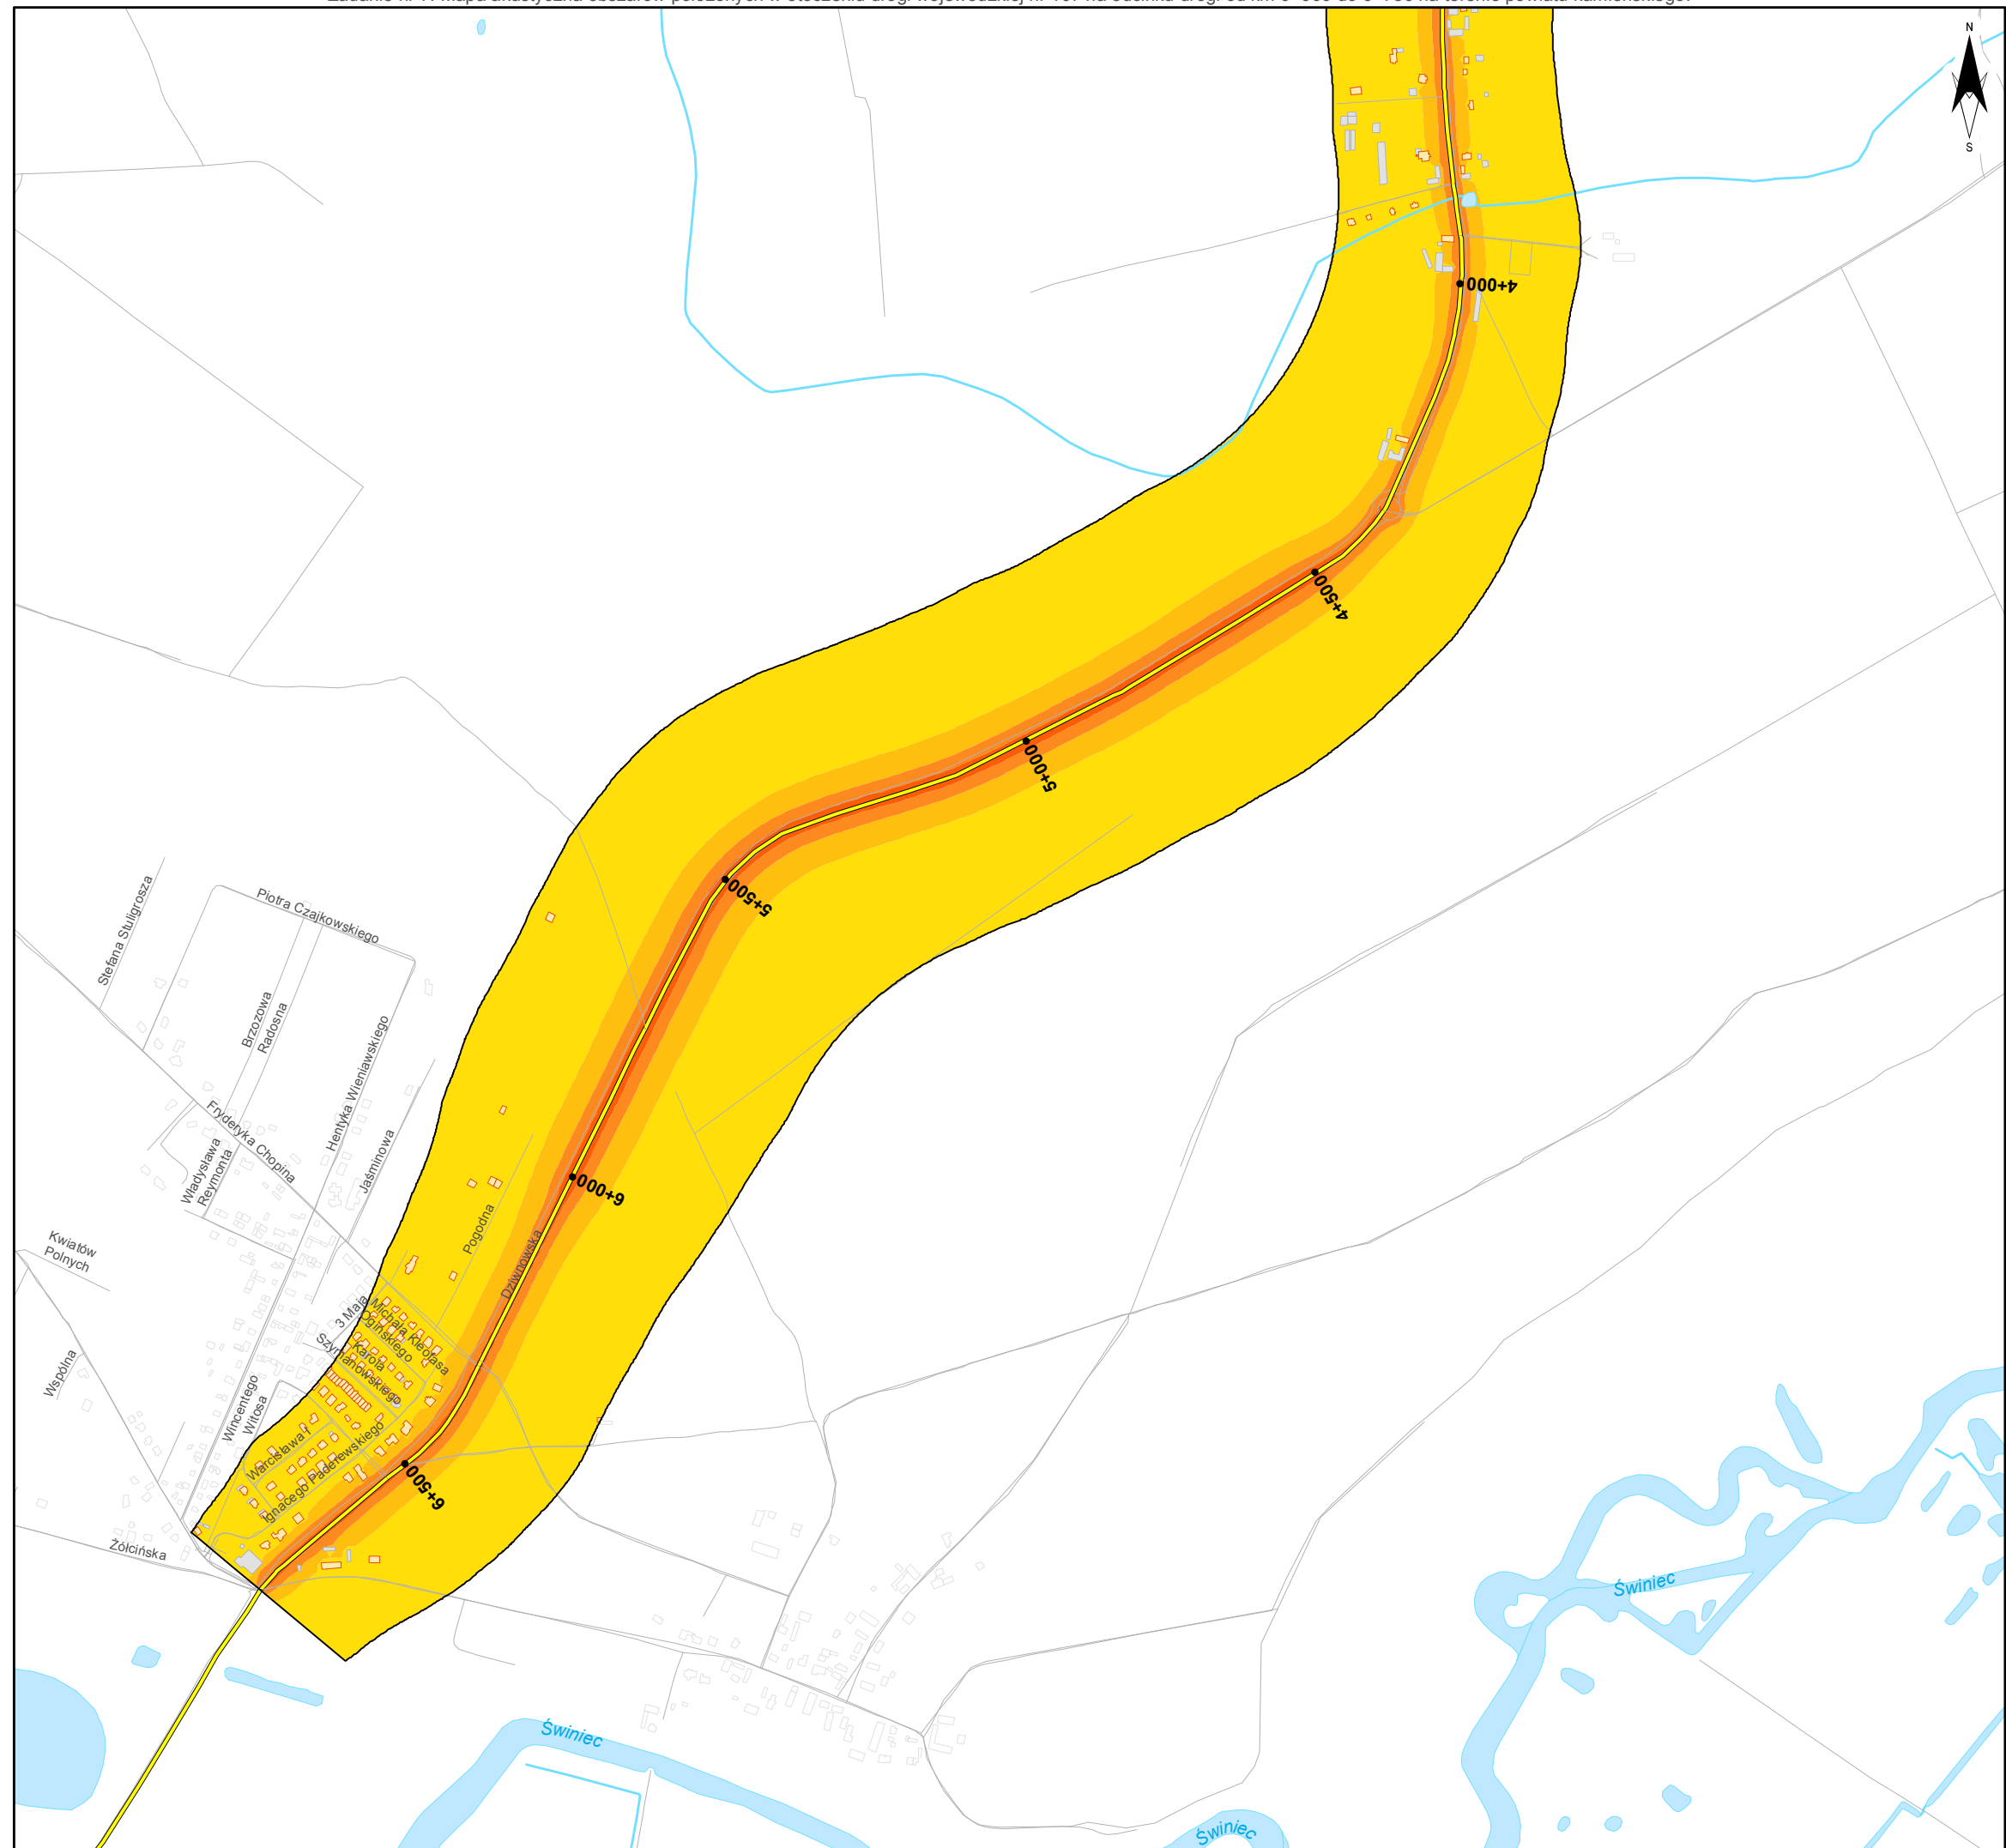 N
S
4+000
4+500
5+000
5+500
Stefana Stuligrosza
Piotra Czajkowskiego
Brzozowa
Radosna
Hentyka Wieniawskiego
Fryderyka Chopina
Władysława
Reymonta
Jaśminowa
6+000
Pogodna
Dziwnowska
Kwiatów
Polnych
3 Maja
Michała Kleofasa
Ogińskiego
Karola
Szymanowskiego
Wspólna
Wincentego
Witosa
Warcisława I
Ignacego Paderewskiego
6+500
Żółcińska
Świniec
Świniec
Świniec